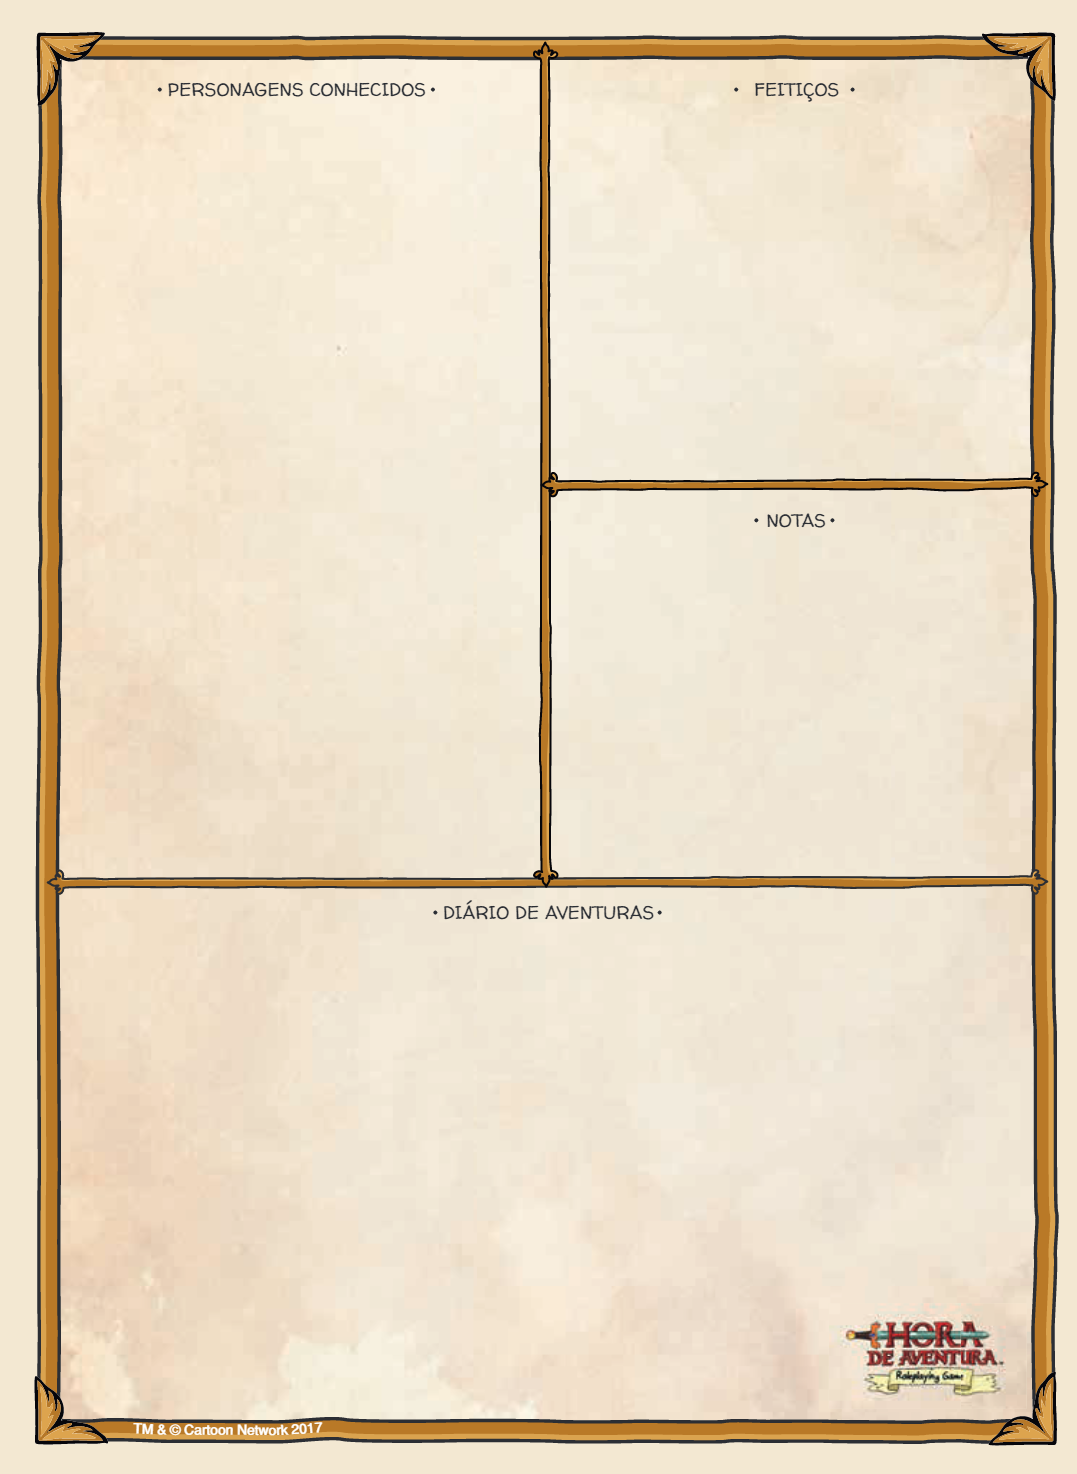 • PERSONAGENS CONHECIDOS •
• FEITIÇOS •
• NOTAS •
• DIÁRIO DE AVENTURAS •
HORA
DE AVENTURA
Roleplaying Game
TM & © Cartoon Network 2017